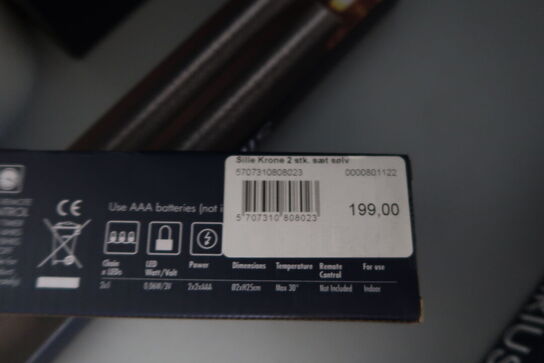 Sille Krone 2 stk. sæt sølv
5707310808023 0000801122
5 707310 808023
199,00
CE
Use AAA batteries (not i
Chain x LEDs LED Watt/Volt Power Dimensions Temperature Remote Control For use
2x1 0,06W/3V 2x2xAAA Ø2xH25cm Max 30° Not Included Indoor